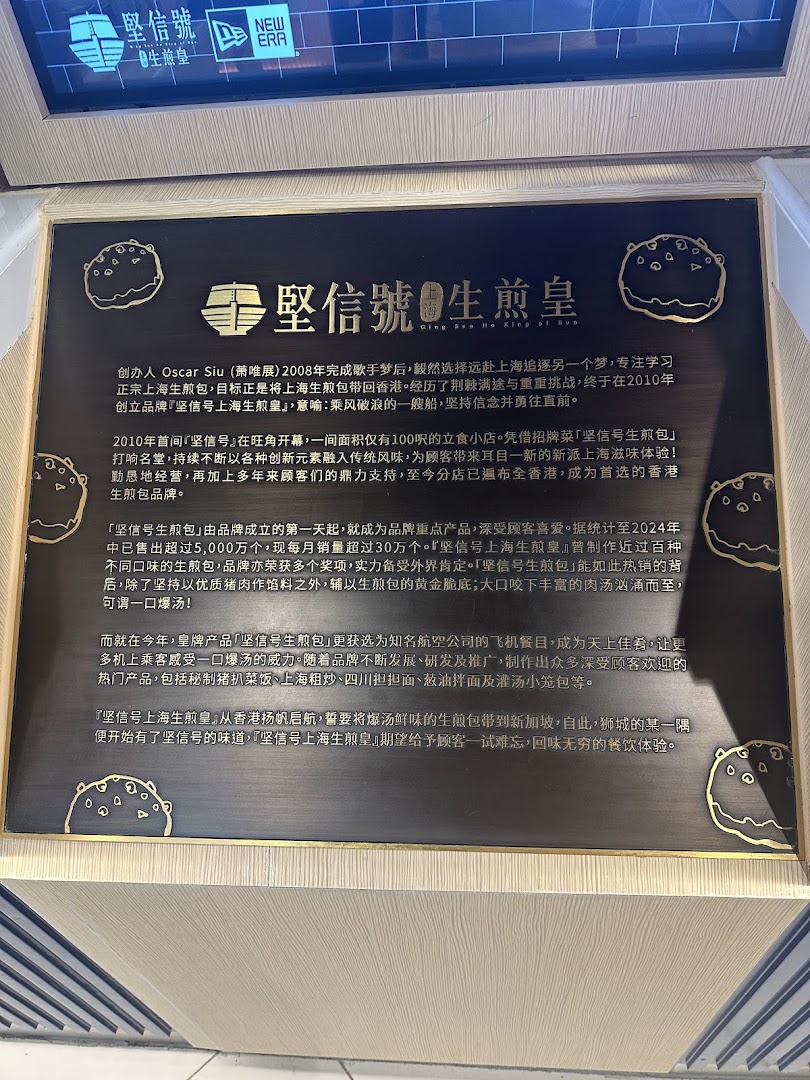 堅信號
上海生煎皇
NEW
ERA
堅信號 上海 生煎皇
Ging Sun Ho King of Bun
创办人 Oscar Siu (萧唯展)2008年完成歌手梦后,毅然选择远赴上海追逐另一个梦,专注学习
正宗上海生煎包,目标正是将上海生煎包带回香港。经历了荆棘满途与重重挑战,终于在2010年
创立品牌『坚信号上海生煎皇』,意喻:乘风破浪的一艘船,坚持信念并勇往直前。
2010年首间『坚信号』在旺角开幕,一间面积仅有100呎的立食小店。凭借招牌菜「坚信号生煎包」
打响名堂,持续不断以各种创新元素融入传统风味,为顾客带来耳目一新的新派上海滋味体验!
勤恳地经营,再加上多年来顾客们的鼎力支持,至今分店已遍布全香港,成为首选的香港
生煎包品牌。
「坚信号生煎包」由品牌成立的第一天起,就成为品牌重点产品,深受顾客喜爱。据统计至2024年
中已售出超过5,000万个,现每月销量超过30万个。『坚信号上海生煎皇』曾制作近过百种
不同口味的生煎包,品牌亦荣获多个奖项,实力备受外界肯定。「坚信号生煎包」能如此热销的背
后,除了坚持以优质猪肉作馅料之外,辅以生煎包的黄金脆底;大口咬下丰富的肉汤汹涌而至,
可谓一口爆汤!
而就在今年,皇牌产品「坚信号生煎包」更获选为知名航空公司的飞机餐目,成为天上佳肴,让更
多机上乘客感受一口爆汤的威力。随着品牌不断发展、研发及推广,制作出众多深受顾客欢迎的
热门产品,包括秘制猪扒菜饭、上海粗炒、四川担担面、葱油拌面及灌汤小笼包等。
『坚信号上海生煎皇』从香港扬帆启航,誓要将爆汤鲜味的生煎包带到新加坡,自此,狮城的某一隅
便开始有了坚信号的味道,『坚信号上海生煎皇』期望给予顾客一试难忘,回味无穷的餐饮体验。